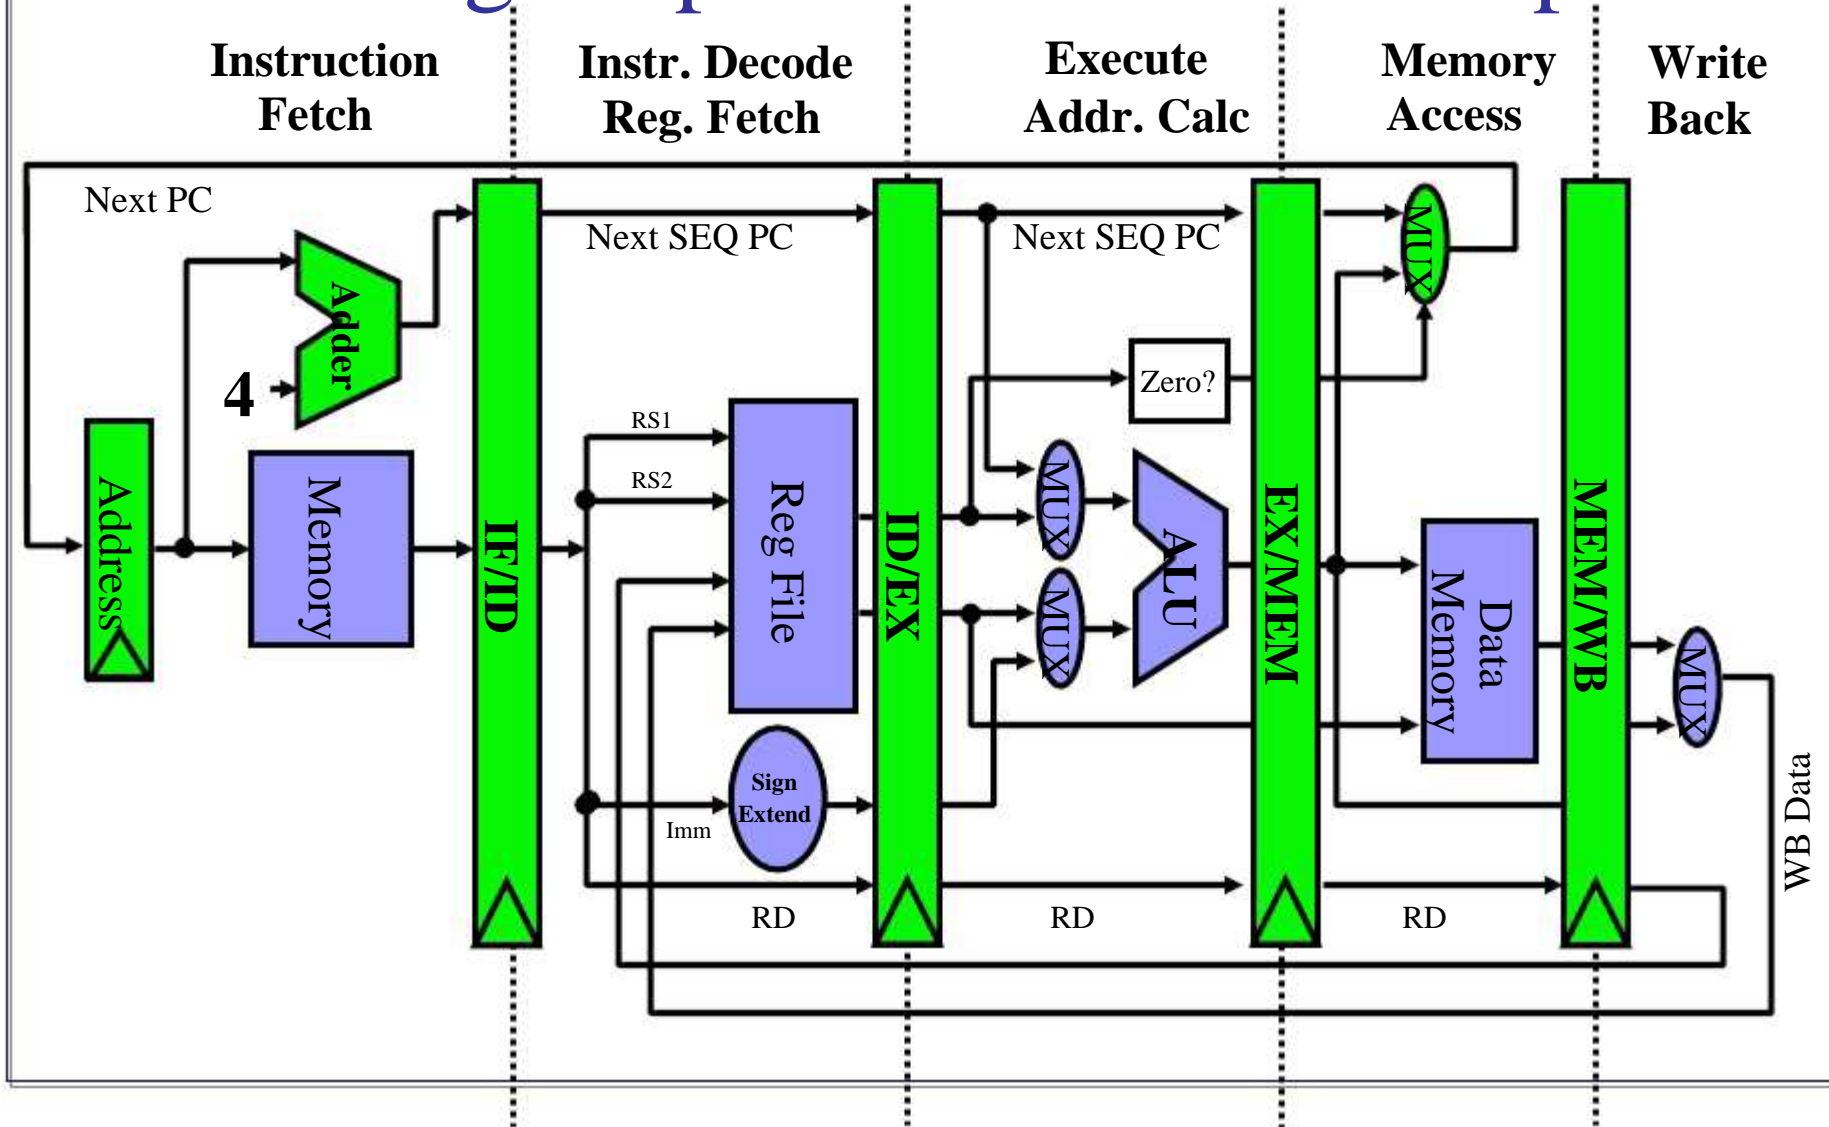 Instruction
Fetch
Instr. Decode
Reg. Fetch
Execute
Addr. Calc
Memory
Access
Write
Back
Next PC
Next SEQ PC
Next SEQ PC
MUX
Adder
4
Zero?
RS1
RS2
Address
Memory
IF/ID
Reg File
ID/EX
MUX
MUX
ALU
EX/MEM
Data
Memory
MEM/WB
MUX
Sign
Extend
Imm
WB Data
RD
RD
RD